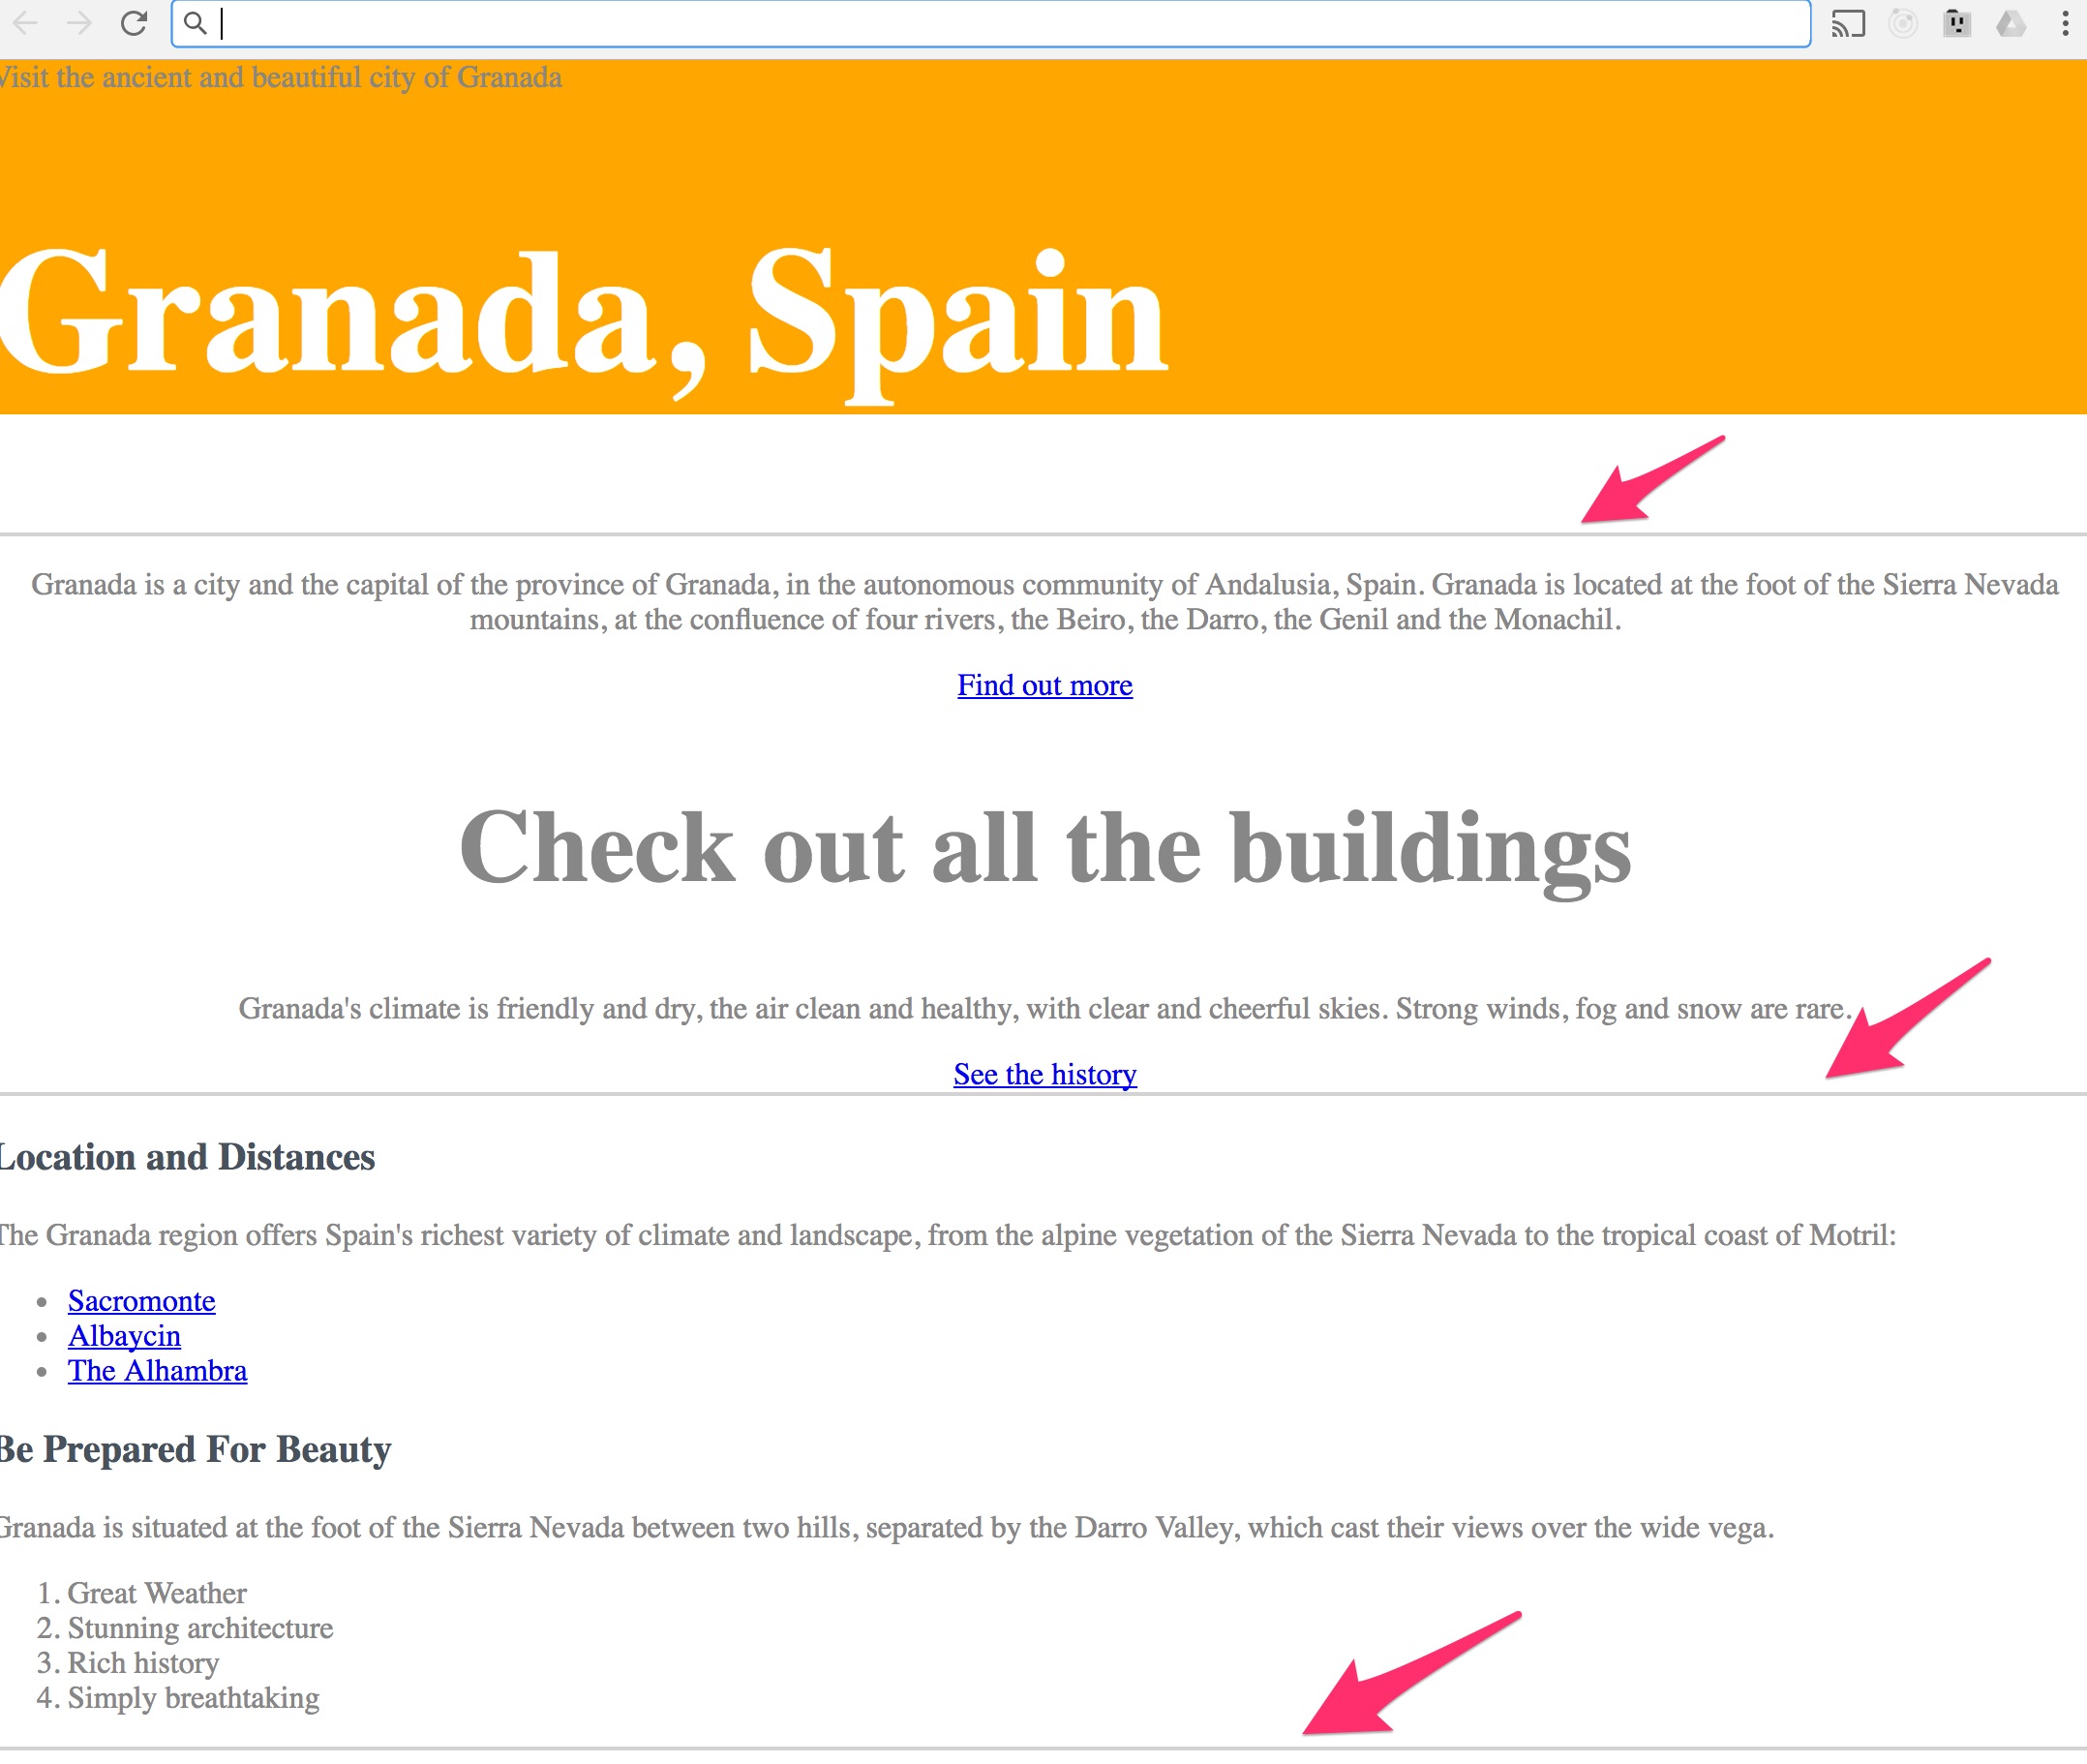 Visit the ancient and beautiful city of Granada
Granada, Spain
Granada is a city and the capital of the province of Granada, in the autonomous community of Andalusia, Spain. Granada is located at the foot of the Sierra Nevada
mountains, at the confluence of four rivers, the Beiro, the Darro, the Genil and the Monachil.
Find out more
Check out all the buildings
Granada's climate is friendly and dry, the air clean and healthy, with clear and cheerful skies. Strong winds, fog and snow are rare.
See the history
Location and Distances
The Granada region offers Spain's richest variety of climate and landscape, from the alpine vegetation of the Sierra Nevada to the tropical coast of Motril:
• Sacromonte
• Albaycin
• The Alhambra
Be Prepared For Beauty
Granada is situated at the foot of the Sierra Nevada between two hills, separated by the Darro Valley, which cast their views over the wide vega.
1. Great Weather
2. Stunning architecture
3. Rich history
4. Simply breathtaking